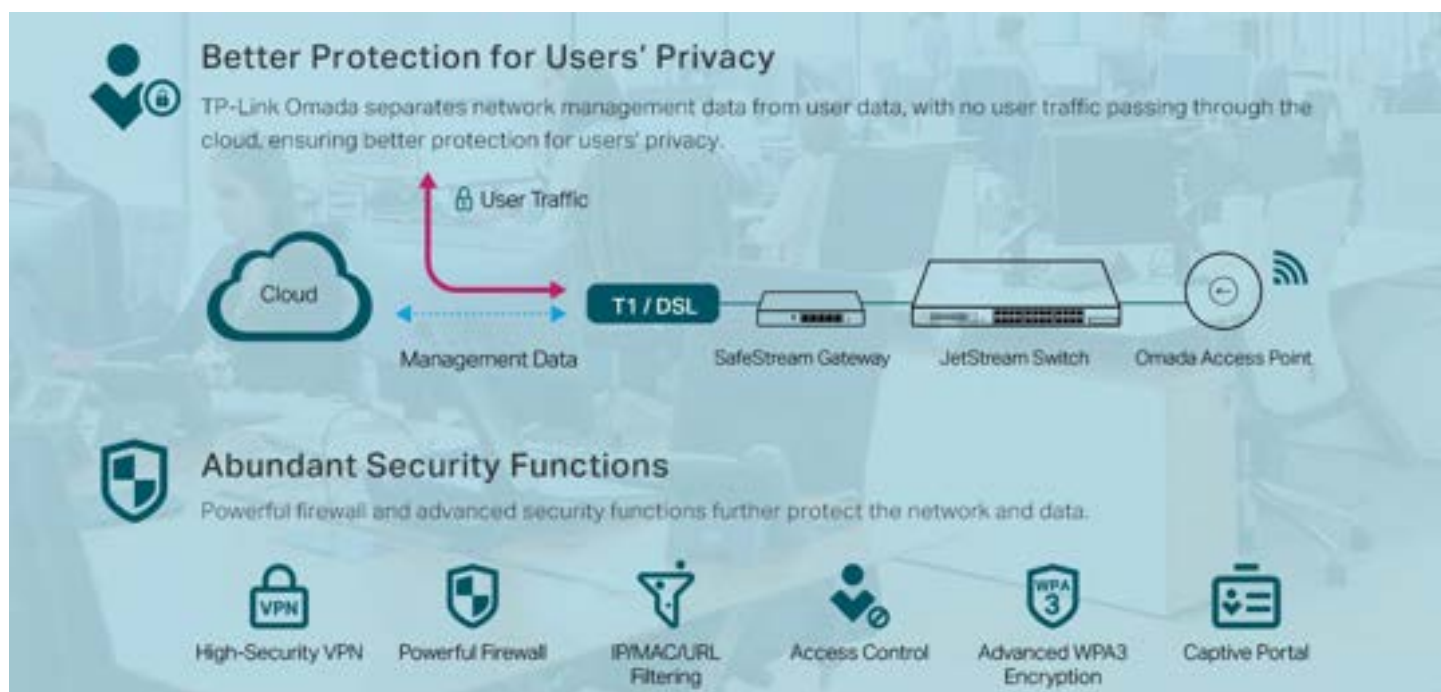 Better Protection for Users' Privacy
TP-Link Omada separates network management data from user data, with no user traffic passing through the
cloud, ensuring better protection for users' privacy.
User Traffic
Cloud
T1 / DSL
Management Data
SafeStream Gateway
JetStream Switch
Omada Access Point
Abundant Security Functions
Powerful firewall and advanced security functions further protect the network and data.
VPN
WPA
3
High-Security VPN
Powerful Firewall
IP/MAC/URL
Filtering
Access Control
Advanced WPA3
Encryption
Captive Portal